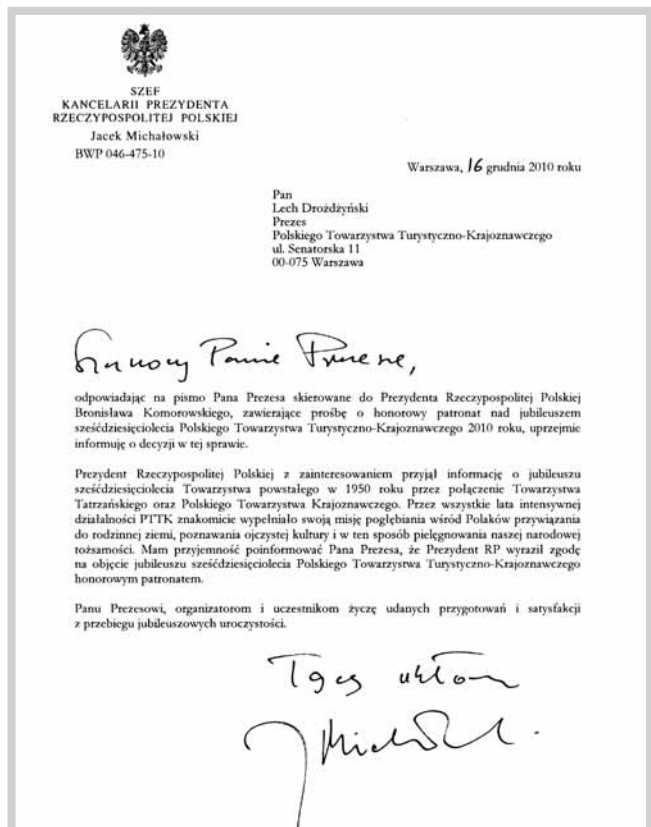 SZEF
KANCELARII PREZYDENTA
RZECZYPOSPOLITEJ POLSKIEJ
Jacek Michałowski
BWP 046-475-10
Warszawa, 16 grudnia 2010 roku
Pan
Lech Drożdżyński
Prezes
Polskiego Towarzystwa Turystyczno-Krajoznawczego
ul. Senatorska 11
00-075 Warszawa
Szanowny Panie Prezesie,
odpowiadając na pismo Pana Prezesa skierowane do Prezydenta Rzeczypospolitej Polskiej
Bronisława Komorowskiego, zawierające prośbę o honorowy patronat nad jubileuszem
sześćdziesięciolecia Polskiego Towarzystwa Turystyczno-Krajoznawczego 2010 roku, uprzejmie
informuję o decyzji w tej sprawie.
Prezydent Rzeczypospolitej Polskiej z zainteresowaniem przyjął informację o jubileuszu
sześćdziesięciolecia Towarzystwa powstałego w 1950 roku przez połączenie Towarzystwa
Tatrzańskiego oraz Polskiego Towarzystwa Krajoznawczego. Przez wszystkie lata intensywnej
działalności PTTK znakomicie wypełniało swoją misję pogłębiania wśród Polaków przywiązania
do rodzinnej ziemi, poznawania ojczystej kultury i w ten sposób pielęgnowania naszej narodowej
tożsamości. Mam przyjemność poinformować Pana Prezesa, że Prezydent RP wyraził zgodę
na objęcie jubileuszu sześćdziesięciolecia Polskiego Towarzystwa Turystyczno-Krajoznawczego
honorowym patronatem.
Panu Prezesowi, organizatorom i uczestnikom życzę udanych przygotowań i satysfakcji
z przebiegu jubileuszowych uroczystości.